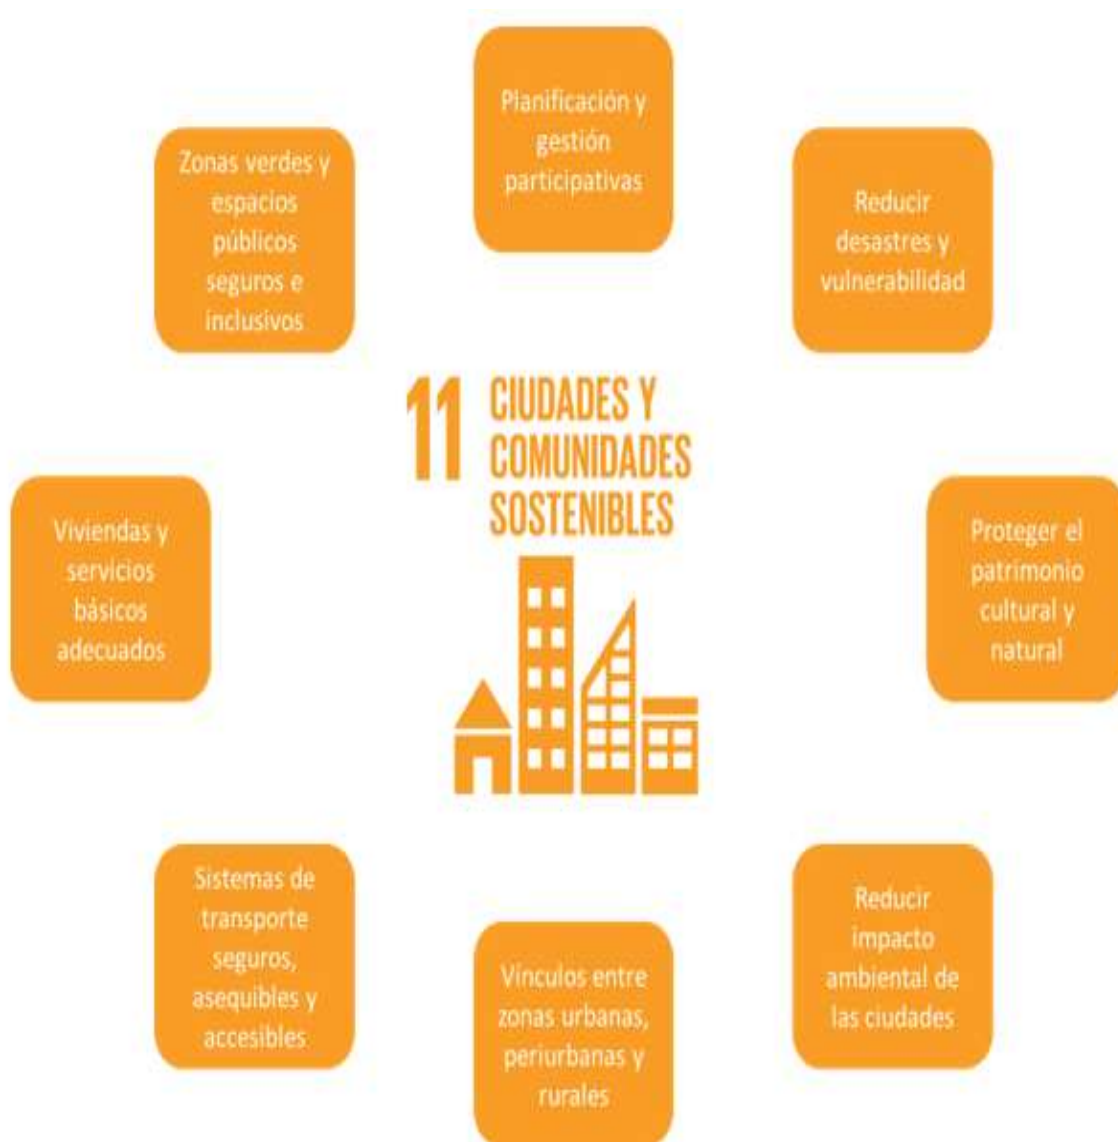 Planificación y
gestión
participativas
Zonas verdes y
espacios
públicos
seguros e
inclusivos
Reducir
desastres y
vulnerabilidad
11 CIUDADES Y
COMUNIDADES
SOSTENIBLES
Viviendas y
servicios
básicos
adecuados
Proteger el
patrimonio
cultural y
natural
Sistemas de
transporte
seguros,
asequibles y
accesibles
Reducir
impacto
ambiental de
las ciudades
Vínculos entre
zonas urbanas,
periurbanas y
rurales